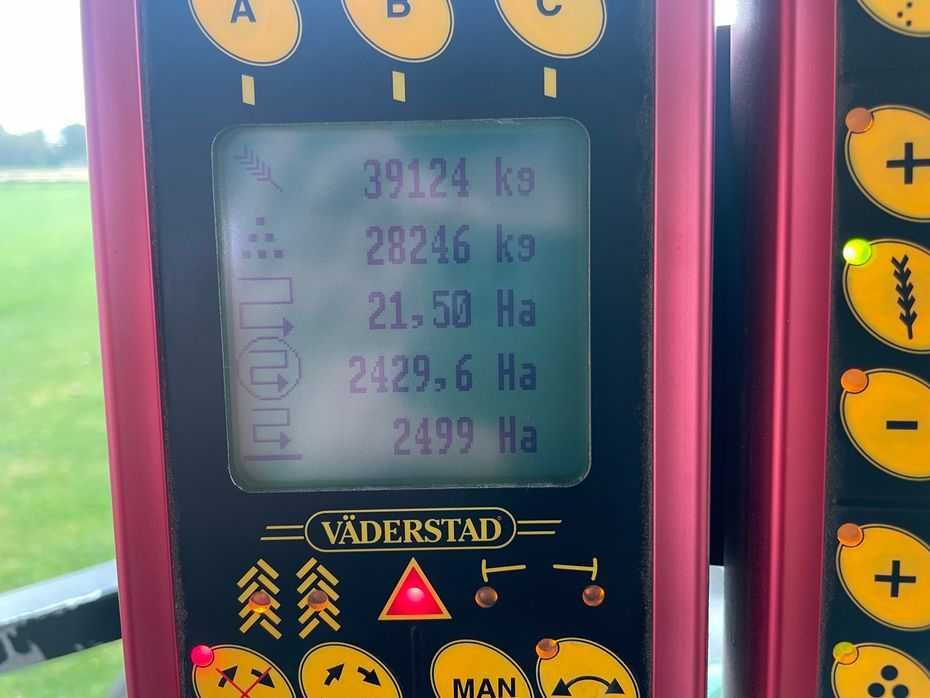 A B C
39124 kg
28246 kg
21,50 Ha
2429,6 Ha
2499 Ha
VÄDERSTAD
MAN
+
-
+